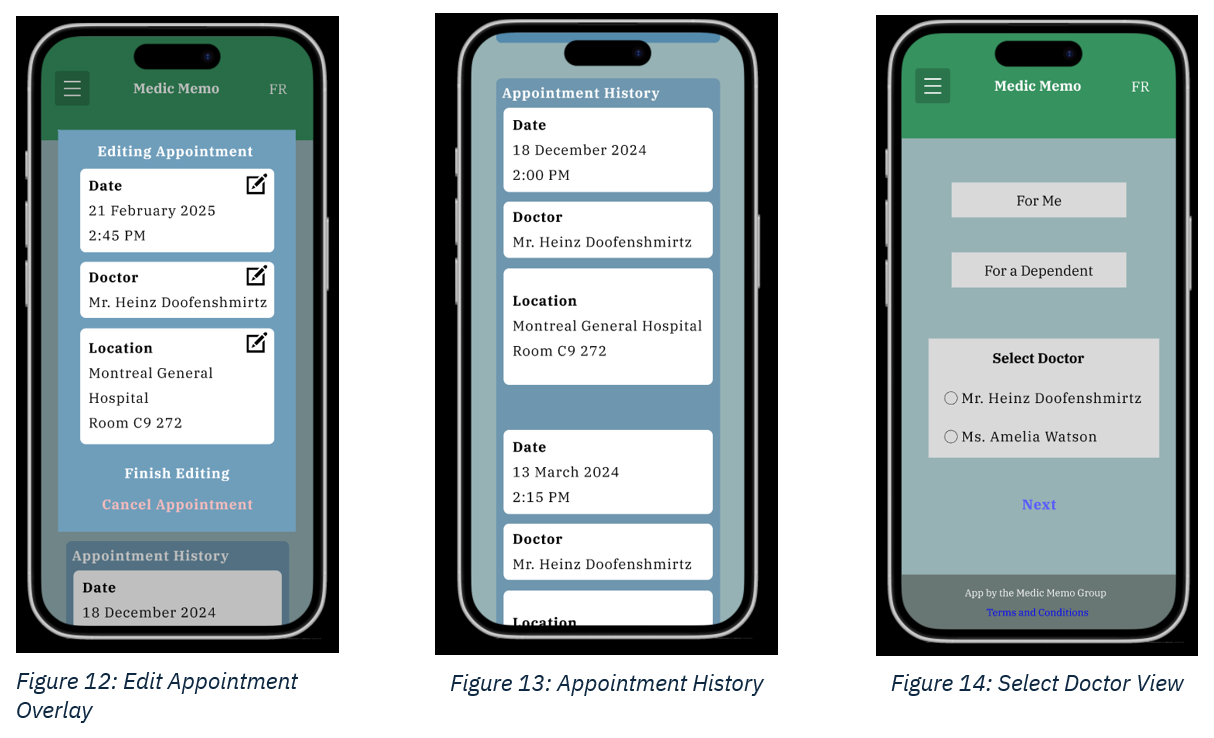 Medic Memo
FR
Editing Appointment
Date
21 February 2025
2:45 PM
Doctor
Mr. Heinz Doofenshmirtz
Location
Montreal General
Hospital
Room C9 272
Finish Editing
Cancel Appointment
Appointment History
Date
18 December 2024
Figure 12: Edit Appointment
Overlay
Appointment History
Date
18 December 2024
2:00 PM
Doctor
Mr. Heinz Doofenshmirtz
Location
Montreal General Hospital
Room C9 272
Date
13 March 2024
2:15 PM
Doctor
Mr. Heinz Doofenshmirtz
Location
Figure 13: Appointment History
Medic Memo
FR
For Me
For a Dependent
Select Doctor
Mr. Heinz Doofenshmirtz
Ms. Amelia Watson
Next
App by the Medic Memo Group
Terms and Conditions
Figure 14: Select Doctor View